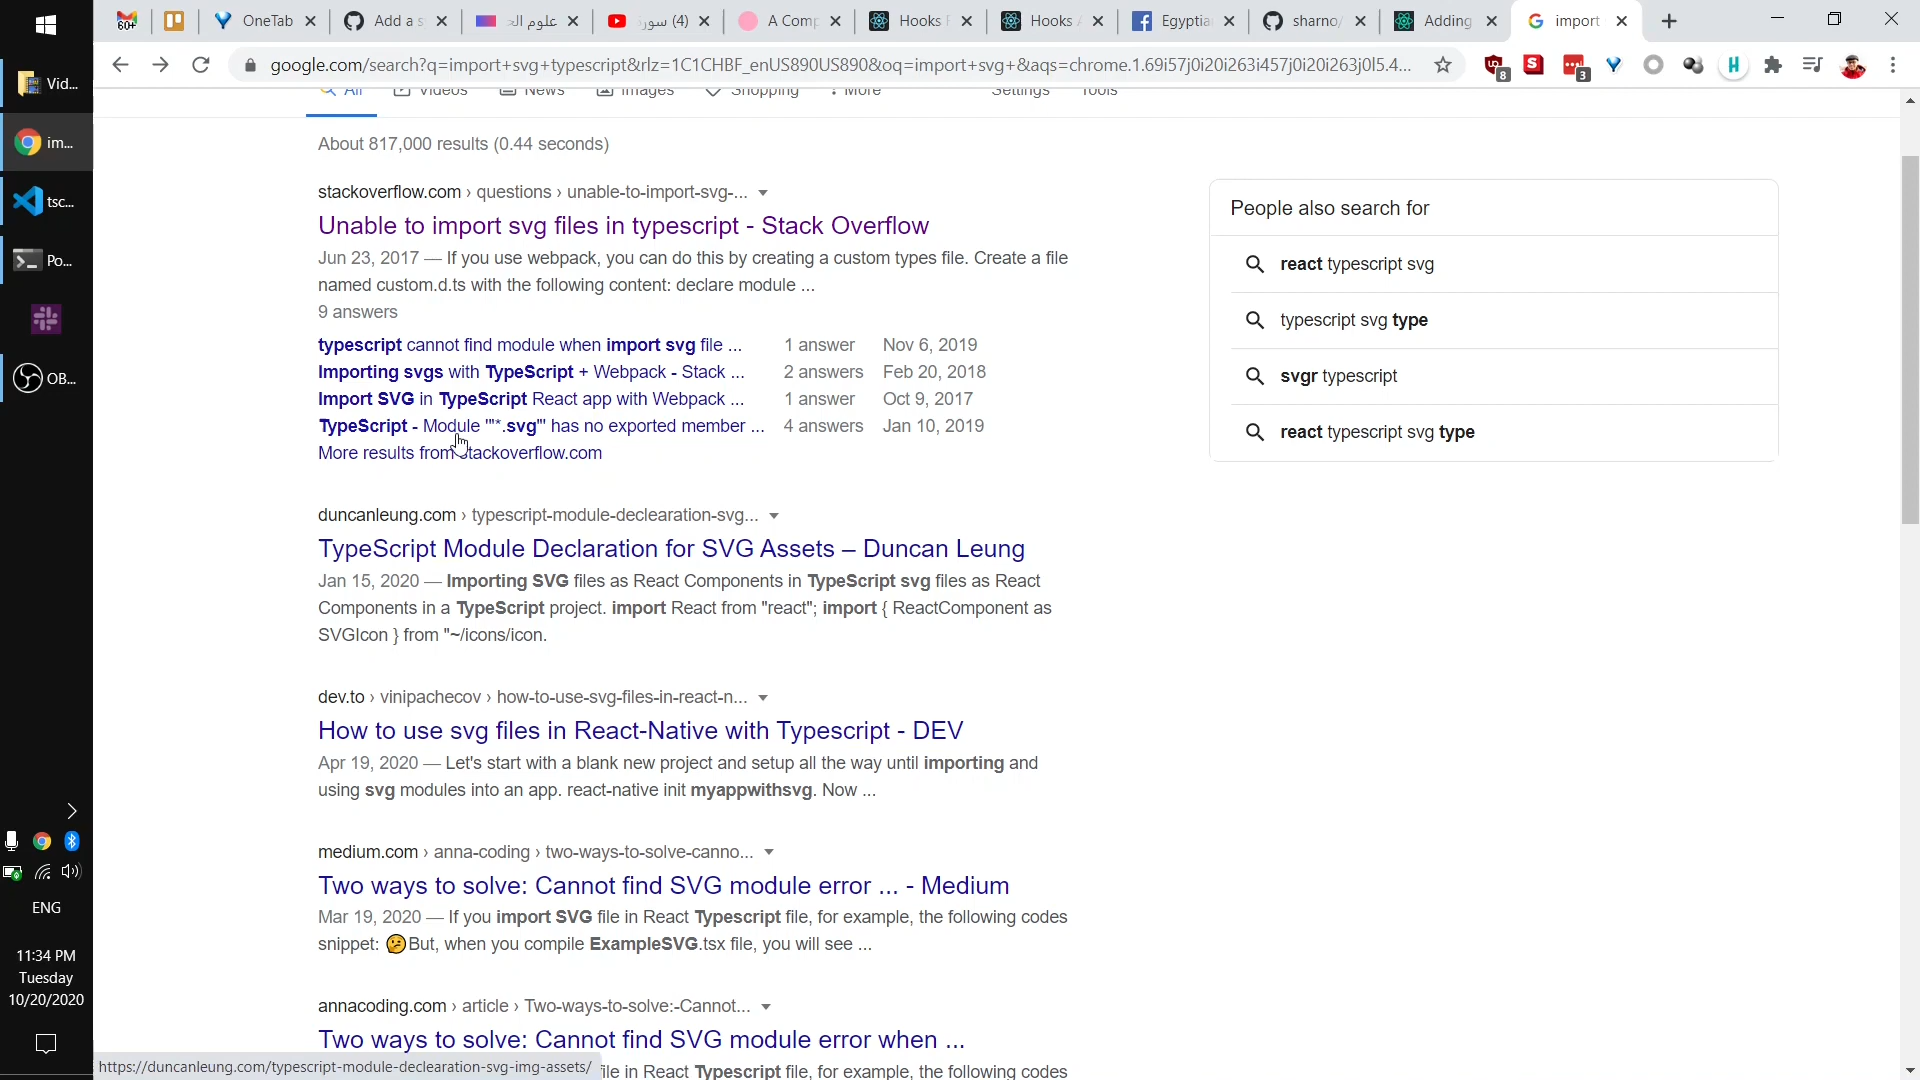 OneTab
Add a s
علوم الح
(4) سورة
A Comp
Hooks F
Hooks A
Egyptia
sharno/
Adding
import
google.com/search?q=import+svg+typescript&rlz=1C1CHBF_enUS890US890&oq=import+svg+&aqs=chrome.1.69i57j0i20i263i457j0i20i263j0l5.4...
8
3
H
Vid...
im...
tsc...
Po...
OB...
ENG
11:34 PM
Tuesday
10/20/2020
All
Videos
News
Images
Shopping
More
Settings
Tools
About 817,000 results (0.44 seconds)
stackoverflow.com › questions › unable-to-import-svg-...
Unable to import svg files in typescript - Stack Overflow
Jun 23, 2017 — If you use webpack, you can do this by creating a custom types file. Create a file
named custom.d.ts with the following content: declare module ...
9 answers
typescript cannot find module when import svg file ... 1 answer Nov 6, 2019
Importing svgs with TypeScript + Webpack - Stack ... 2 answers Feb 20, 2018
Import SVG in TypeScript React app with Webpack ... 1 answer Oct 9, 2017
TypeScript - Module '"*.svg"' has no exported member ... 4 answers Jan 10, 2019
More results from stackoverflow.com
duncanleung.com › typescript-module-declearation-svg...
TypeScript Module Declaration for SVG Assets – Duncan Leung
Jan 15, 2020 — Importing SVG files as React Components in TypeScript svg files as React
Components in a TypeScript project. import React from "react"; import { ReactComponent as
SVGIcon } from "~/icons/icon.
dev.to › vinipachecov › how-to-use-svg-files-in-react-n...
How to use svg files in React-Native with Typescript - DEV
Apr 19, 2020 — Let's start with a blank new project and setup all the way until importing and
using svg modules into an app. react-native init myappwithsvg. Now ...
medium.com › anna-coding › two-ways-to-solve-canno...
Two ways to solve: Cannot find SVG module error ... - Medium
Mar 19, 2020 — If you import SVG file in React Typescript file, for example, the following codes
snippet: 🤔But, when you compile ExampleSVG.tsx file, you will see ...
annacoding.com › article › Two-ways-to-solve:-Cannot...
Two ways to solve: Cannot find SVG module error when ...
file in React Typescript file, for example, the following codes
https://duncanleung.com/typescript-module-declearation-svg-img-assets/
People also search for
react typescript svg
typescript svg type
svgr typescript
react typescript svg type